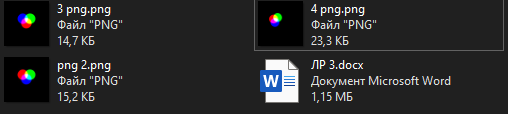 3 png.png
Файл "PNG"
14,7 КБ
4 png.png
Файл "PNG"
23,3 КБ
png 2.png
Файл "PNG"
15,2 КБ
W
ЛР 3.docx
Документ Microsoft Word
1,15 МБ